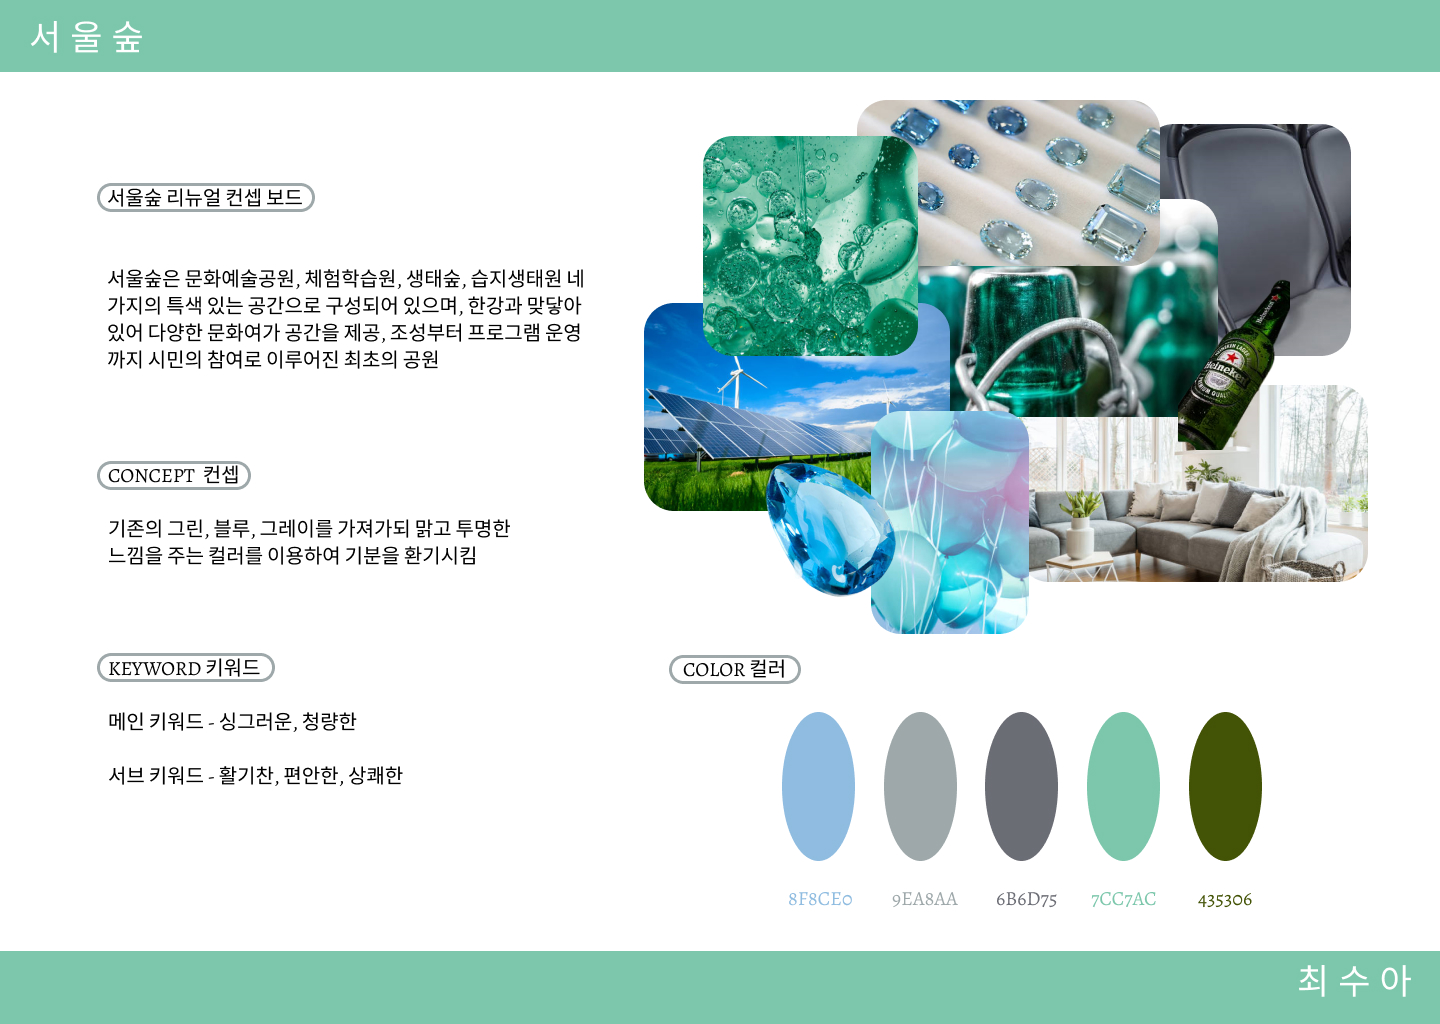 서울숲
서울숲 리뉴얼 컨셉 보드
서울숲은 문화예술공원, 체험학습원, 생태숲, 습지생태원 네
가지의 특색 있는 공간으로 구성되어 있으며, 한강과 맞닿아
있어 다양한 문화여가 공간을 제공, 조성부터 프로그램 운영
까지 시민의 참여로 이루어진 최초의 공원
CONCEPT 컨셉
기존의 그린, 블루, 그레이를 가져가되 맑고 투명한
느낌을 주는 컬러를 이용하여 기분을 환기시킴
KEYWORD 키워드
메인 키워드 - 싱그러운, 청량한
서브 키워드 - 활기찬, 편안한, 상쾌한
Heineken
Heineken
COLOR 컬러
8F8CE0 9EA8AA 6B6D75 7CC7AC 435306
최수아